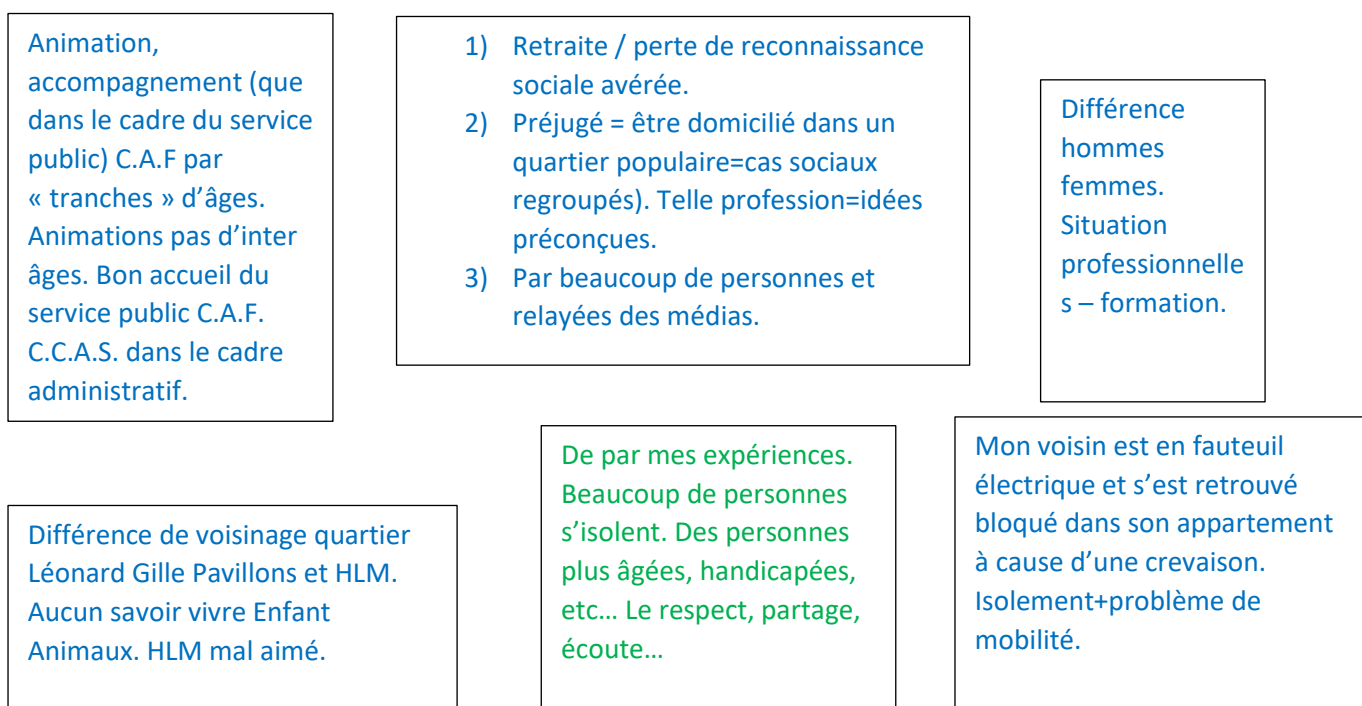 Animation,
accompagnement (que
dans le cadre du service
public) C.A.F par
« tranches » d'âges.
Animations pas d'inter
âges. Bon accueil du
service public C.A.F.
C.C.A.S. dans le cadre
administratif.
1) Retraite / perte de reconnaissance
sociale avérée.
2) Préjugé = être domicilié dans un
quartier populaire=cas sociaux
regroupés). Telle profession=idées
préconçues.
3) Par beaucoup de personnes et
relayées des médias.
Différence
hommes
femmes.
Situation
professionnelle
s – formation.
Différence de voisinage quartier
Léonard Gille Pavillons et HLM.
Aucun savoir vivre Enfant
Animaux. HLM mal aimé.
De par mes expériences.
Beaucoup de personnes
s'isolent. Des personnes
plus âgées, handicapées,
etc… Le respect, partage,
écoute…
Mon voisin est en fauteuil
électrique et s'est retrouvé
bloqué dans son appartement
à cause d'une crevaison.
Isolement+problème de
mobilité.